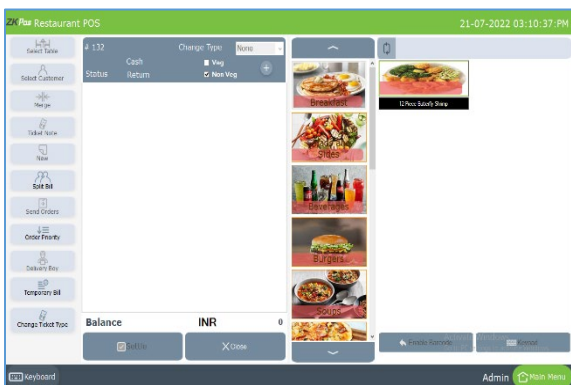 ZKPos Restaurant POS
21-07-2022 03:10:37:PM
Select Table
Select Customer
Merge
Ticket Note
New
Split Bill
Send Orders
Order Priority
Delivery Boy
Temporary Bill
Change Ticket Type
# 132
Change Type
None
Cash
Veg
Status
Return
Non Veg
Balance
INR
0
Settle
Close
Breakfast
Sides
Beverages
Burgers
Soups
12 Piece Butterfly Shrimp
Keypad
Keyboard
Admin
Main Menu